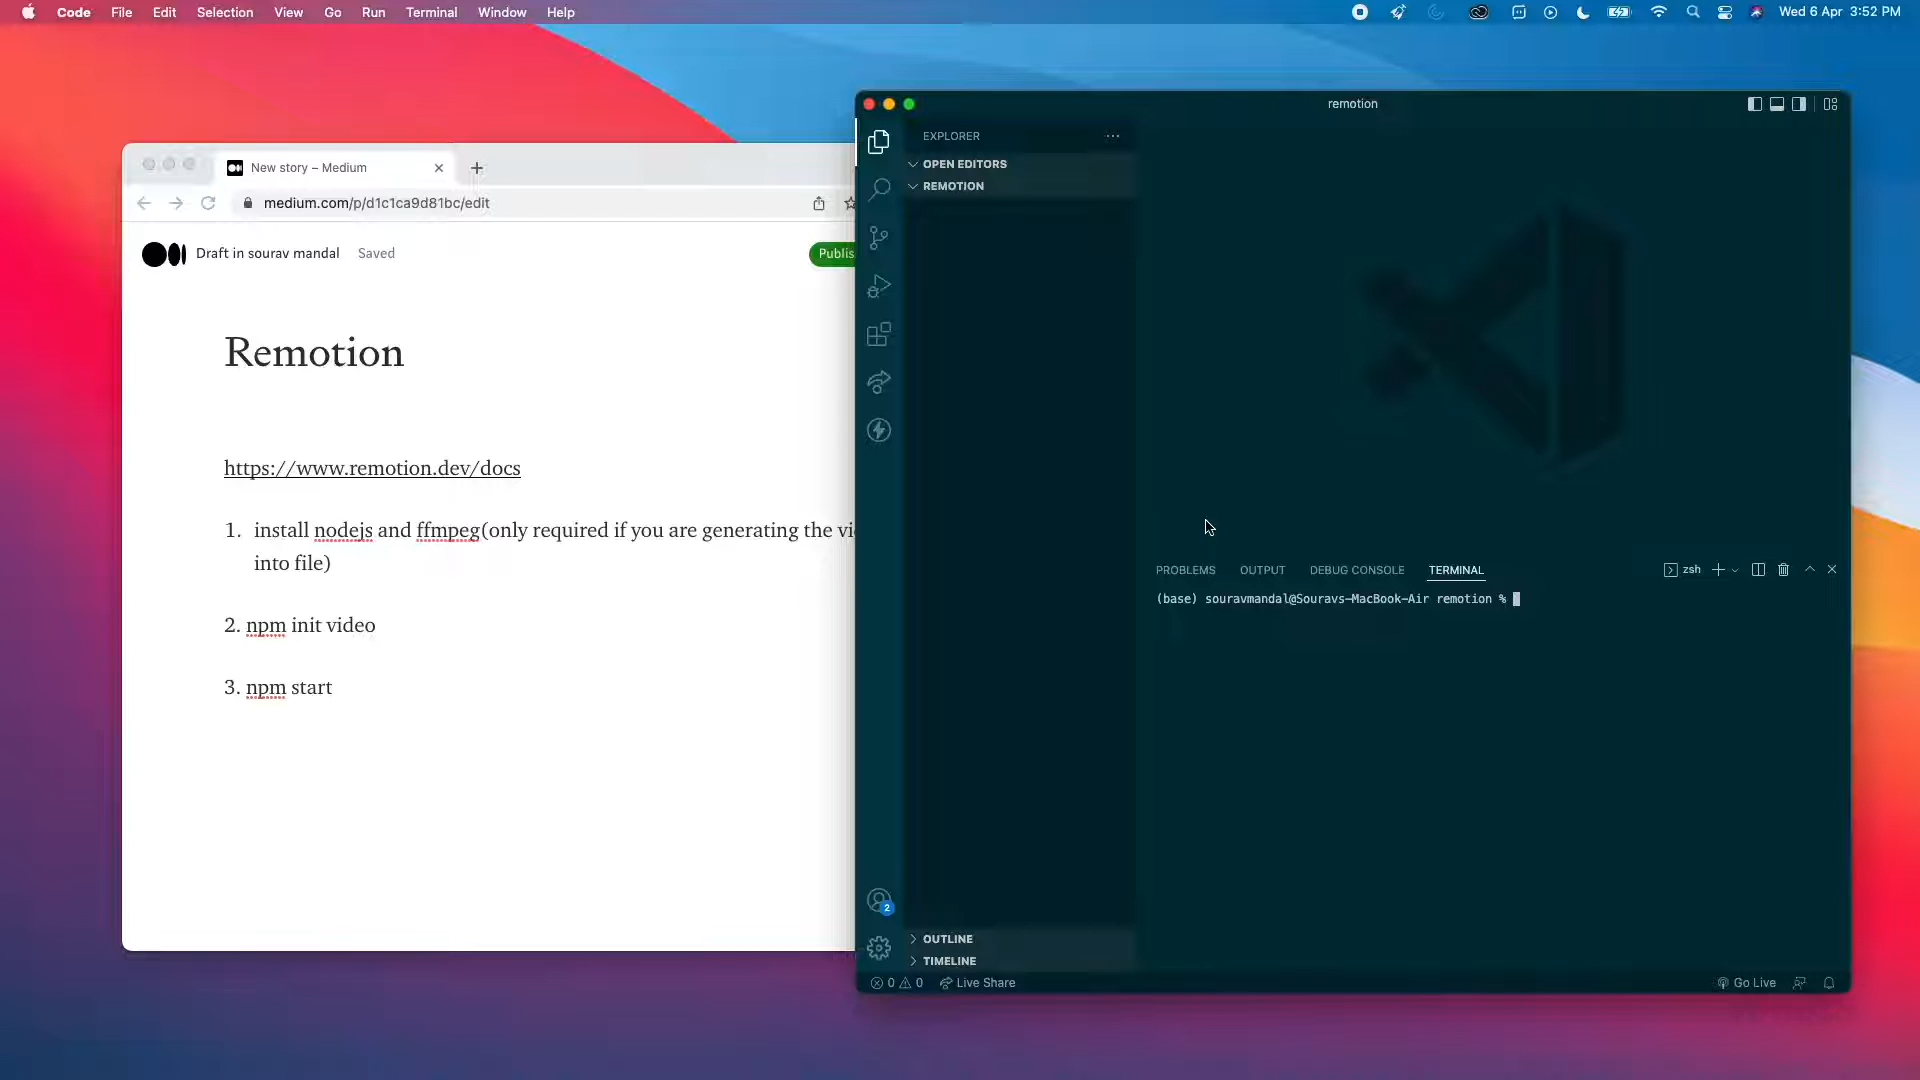 Code File Edit Selection View Go Run Terminal Window Help
Wed 6 Apr 3:52 PM
New story – Medium
medium.com/p/d1c1ca9d81bc/edit
Draft in sourav mandal Saved
Publis
Remotion
https://www.remotion.dev/docs
1. install nodejs and ffmpeg(only required if you are generating the vi
into file)
2. npm init video
3. npm start
remotion
EXPLORER
OPEN EDITORS
REMOTION
PROBLEMS OUTPUT DEBUG CONSOLE TERMINAL
zsh
(base) souravmandal@Souravs-MacBook-Air remotion %
2
OUTLINE
TIMELINE
0 0 Live Share
Go Live